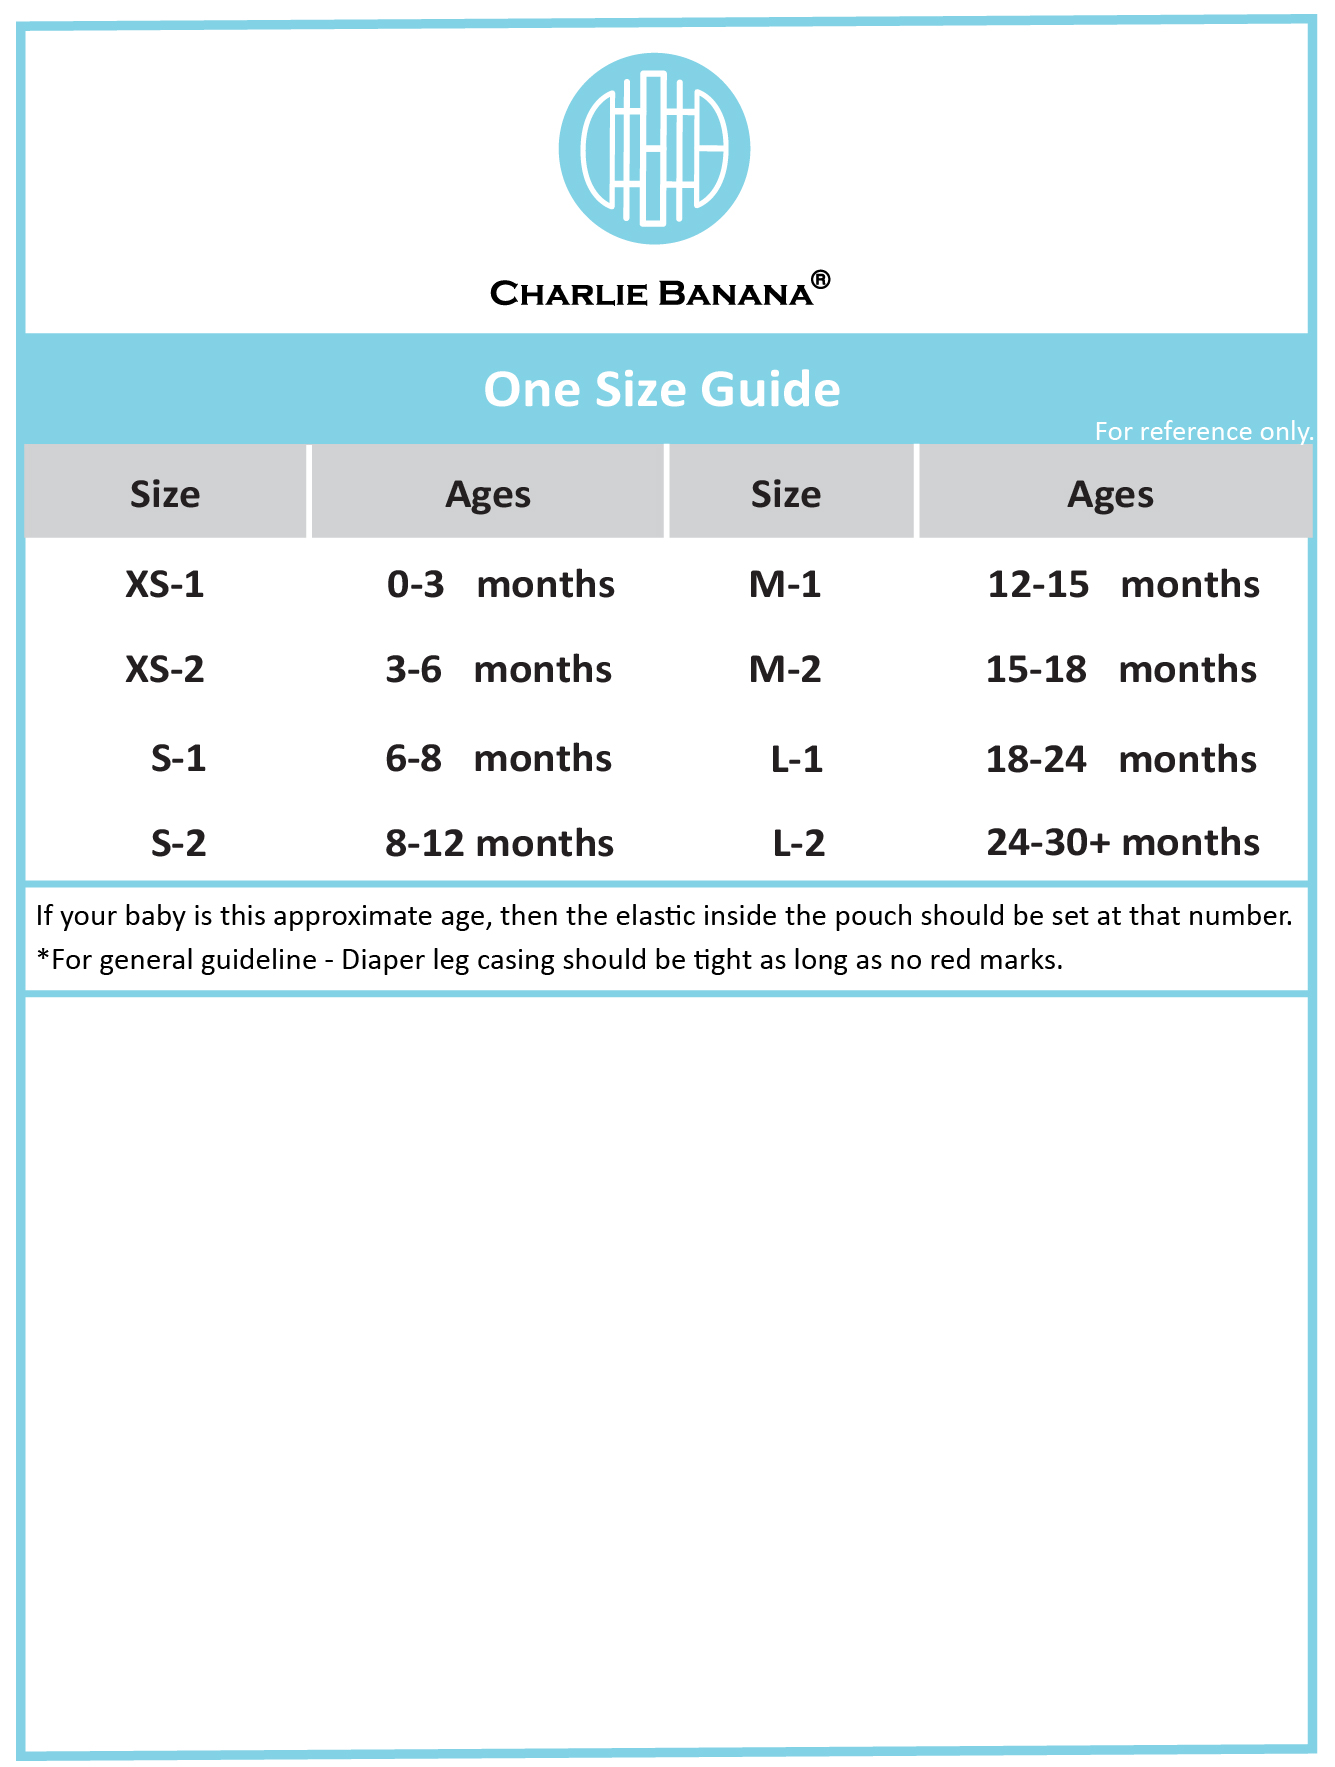 CHARLIE BANANA®
One Size Guide
For reference only.
Size Ages Size Ages
XS-1 0-3 months M-1 12-15 months
XS-2 3-6 months M-2 15-18 months
S-1 6-8 months L-1 18-24 months
S-2 8-12 months L-2 24-30+ months
If your baby is this approximate age, then the elastic inside the pouch should be set at that number.
*For general guideline - Diaper leg casing should be tight as long as no red marks.